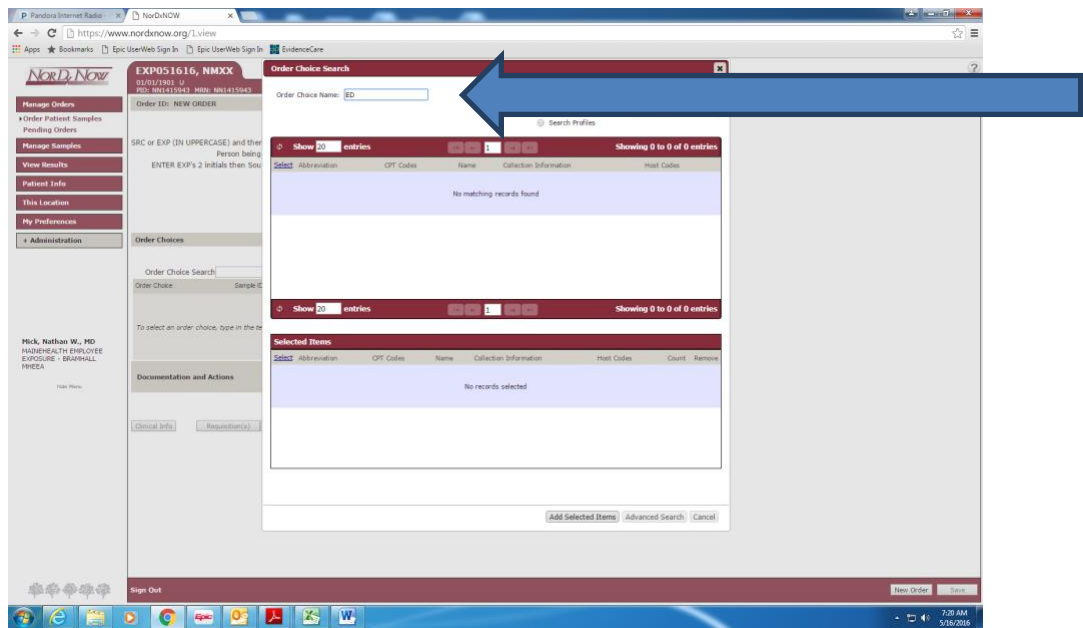 P Pandora Internet Radio - NorDxNOW
https://www.nordxnow.org/1.view
Apps Bookmarks Epic UserWeb Sign In Epic UserWeb Sign In EvidenceCare
NORDx NOW
EXP051616, NMXX
01/01/1901 U
PID: NN1415943 MRN: NN1415943
Order ID: NEW ORDER
Manage Orders
Order Patient Samples
Pending Orders
Manage Samples
View Results
Patient Info
This Location
My Preferences
+ Administration
SRC or EXP (IN UPPERCASE) and ther
Person being
ENTER EXP's 2 initials then Sou
Order Choices
Order Choice Search
Order Choice Sample ID
To select an order choice, type in the te
Documentation and Actions
Clinical Info Requisition(s)
Mick, Nathan W., MD
MAINEHEALTH EMPLOYEE
EXPOSURE - BRAMHALL
MHEEA
Hide Menu
Order Choice Search
Order Choice Name: ED
Search Profiles
Show 20 entries 1 Showing 0 to 0 of 0 entries
Select Abbreviation CPT Codes Name Collection Information Host Codes
No matching records found
Show 20 entries 1 Showing 0 to 0 of 0 entries
Selected Items
Select Abbreviation CPT Codes Name Collection Information Host Codes Count Remove
No records selected
Add Selected Items Advanced Search Cancel
Sign Out New Order Save
Epic
7:20 AM
5/16/2016